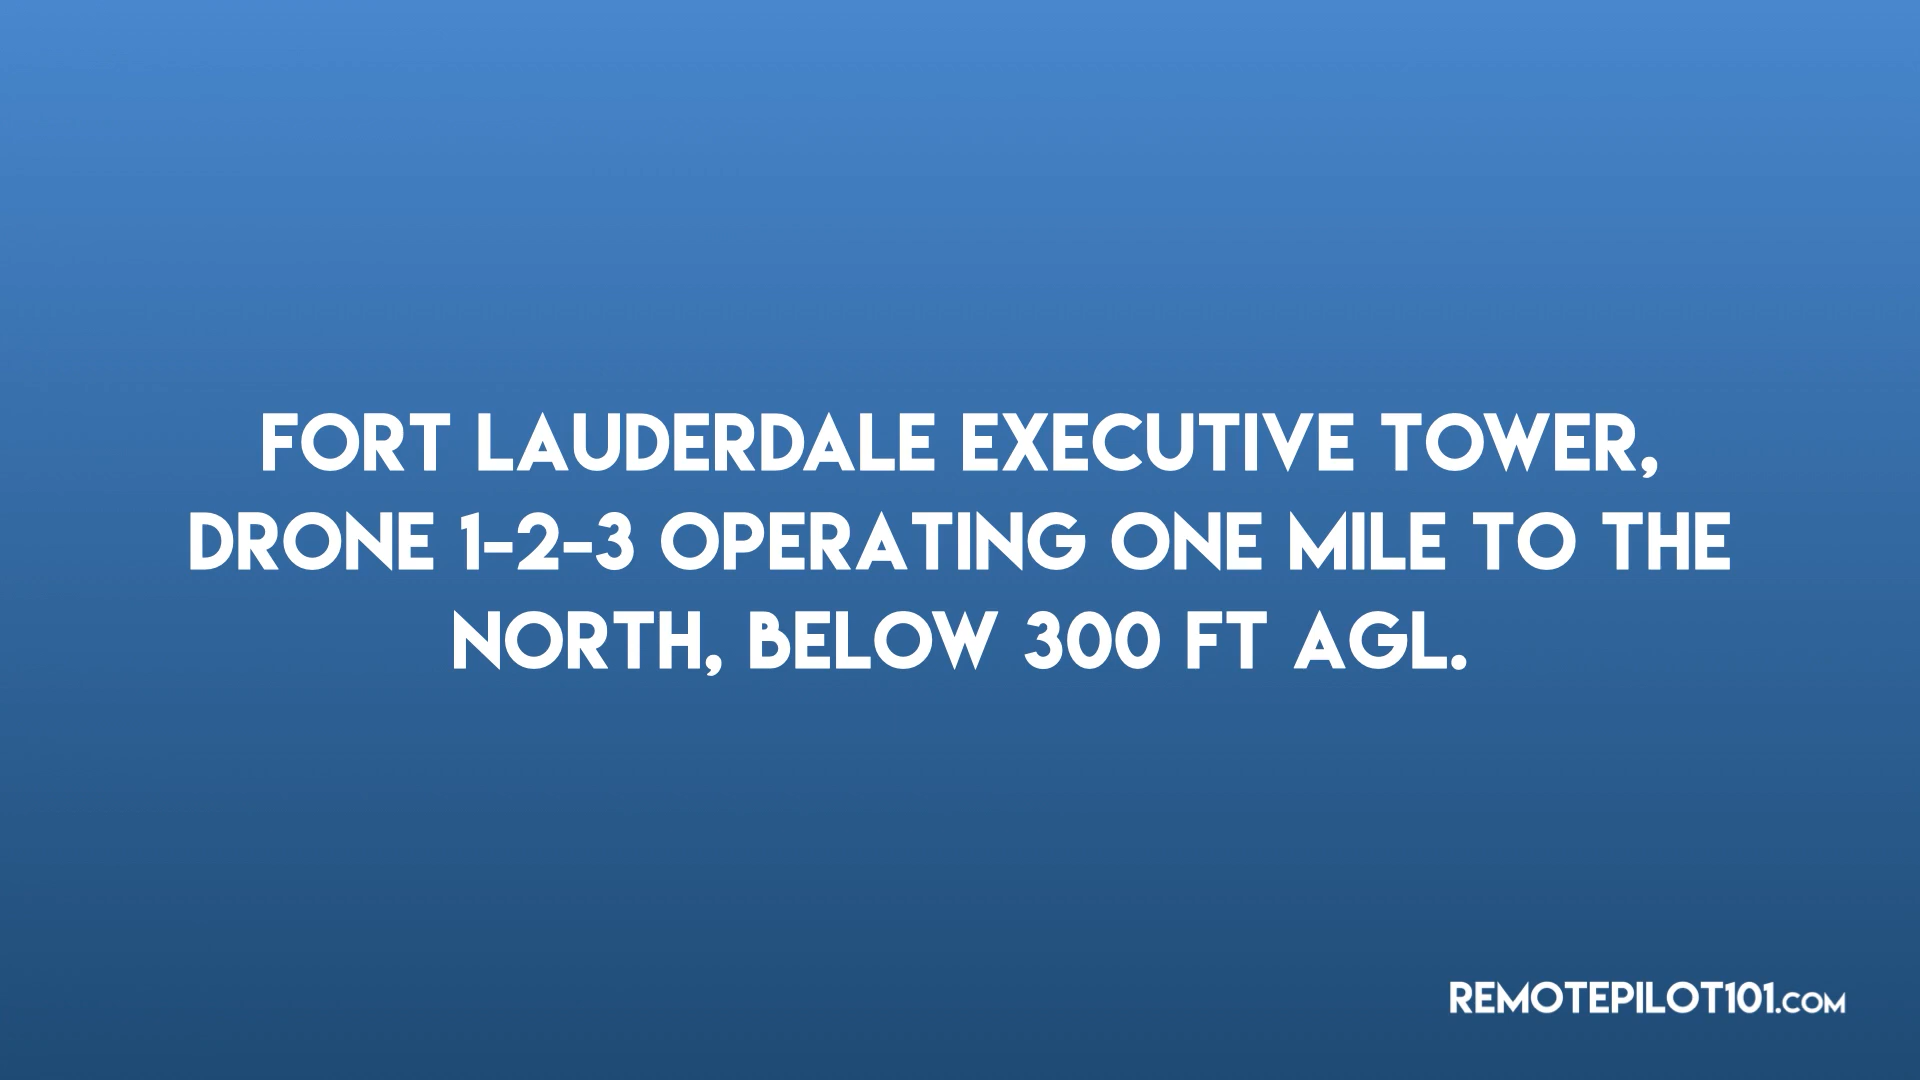 FORT LAUDERDALE EXECUTIVE TOWER,
DRONE 1-2-3 OPERATING ONE MILE TO THE
NORTH, BELOW 300 FT AGL.
REMOTEPILOT101.COM